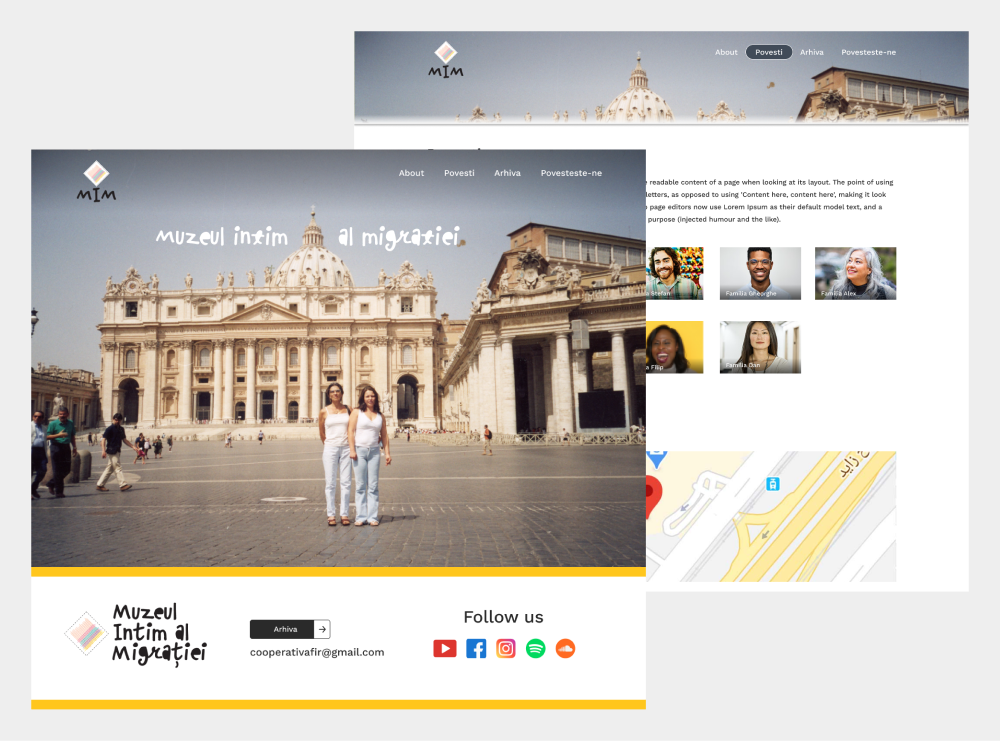 MIM
About
Povesti
Arhiva
Povesteste-ne
readable content of a page when looking at its layout. The point of using
letters, as opposed to using 'Content here, content here', making it look
page editors now use Lorem Ipsum as their default model text, and a
purpose (injected humour and the like).
Stefan
Familia Gheorghe
Familia Alex
Filip
Familia Dan
زايد
MIM
About
Povesti
Arhiva
Povesteste-ne
Muzeul intim al migratiei
Muzeul
Intim al
Migrației
Arhiva
cooperativafir@gmail.com
Follow us